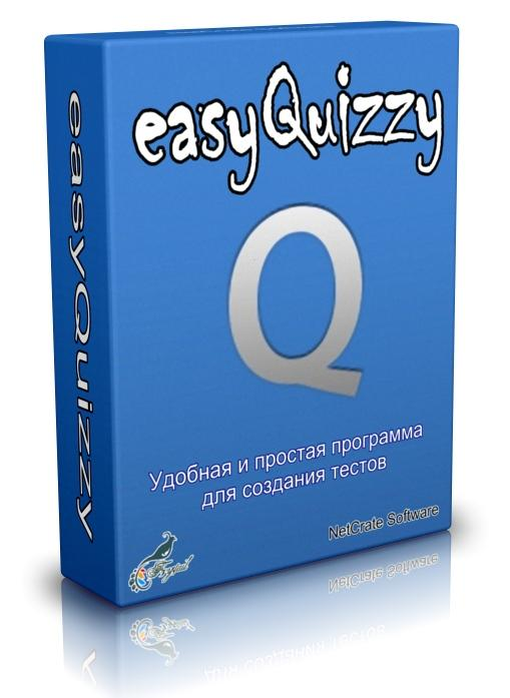 easyQuizzy
easyQuizzy
Q
Удобная и простая программа
для создания тестов
NetCrate Software